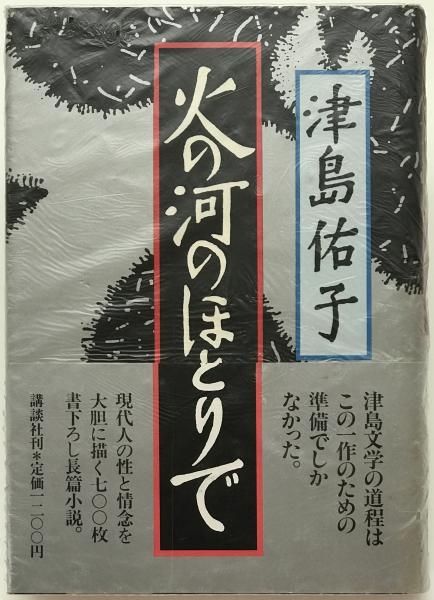 津島佑子
火の河のほとりで
津島文学の道程は
この一作のための
準備でしか
なかった。
現代人の性と情念を
大胆に描く七〇〇枚
書下ろし長篇小説。
講談社刊*定価一二〇〇円